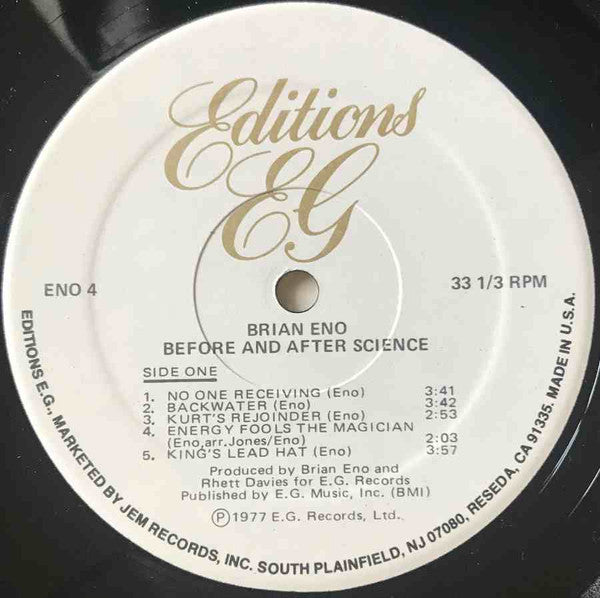 Editions
EG
ENO 4
33 1/3 RPM
BRIAN ENO
BEFORE AND AFTER SCIENCE
SIDE ONE
1. NO ONE RECEIVING (Eno) 3:41
2. BACKWATER (Eno) 3:42
3. KURT'S REJOINDER (Eno) 2:53
4. ENERGY FOOLS THE MAGICIAN
(Eno,arr.Jones/Eno) 2:03
5. KING'S LEAD HAT (Eno) 3:57
Produced by Brian Eno and
Rhett Davies for E.G. Records
Published by E.G. Music, Inc. (BMI)
Ⓟ1977 E.G. Records, Ltd.
EDITIONS E.G., MARKETED BY JEM RECORDS, INC. SOUTH PLAINFIELD, NJ 07080, RESEDA, CA 91335. MADE IN U.S.A.